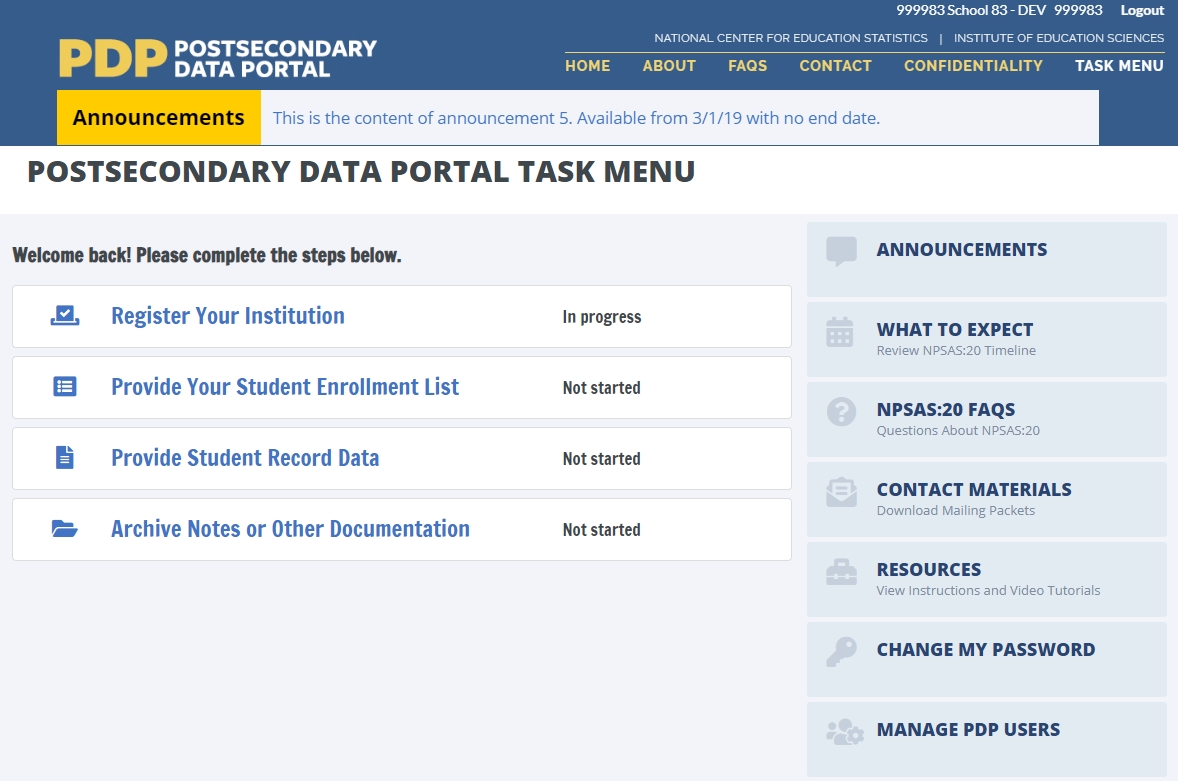 999983 School 83 - DEV 999983 Logout
NATIONAL CENTER FOR EDUCATION STATISTICS | INSTITUTE OF EDUCATION SCIENCES
PDP POSTSECONDARY
DATA PORTAL
HOME ABOUT FAQS CONTACT CONFIDENTIALITY TASK MENU
Announcements This is the content of announcement 5. Available from 3/1/19 with no end date.
POSTSECONDARY DATA PORTAL TASK MENU
Welcome back! Please complete the steps below.
Register Your Institution In progress
Provide Your Student Enrollment List Not started
Provide Student Record Data Not started
Archive Notes or Other Documentation Not started
ANNOUNCEMENTS
WHAT TO EXPECT
Review NPSAS:20 Timeline
NPSAS:20 FAQS
Questions About NPSAS:20
CONTACT MATERIALS
Download Mailing Packets
RESOURCES
View Instructions and Video Tutorials
CHANGE MY PASSWORD
MANAGE PDP USERS